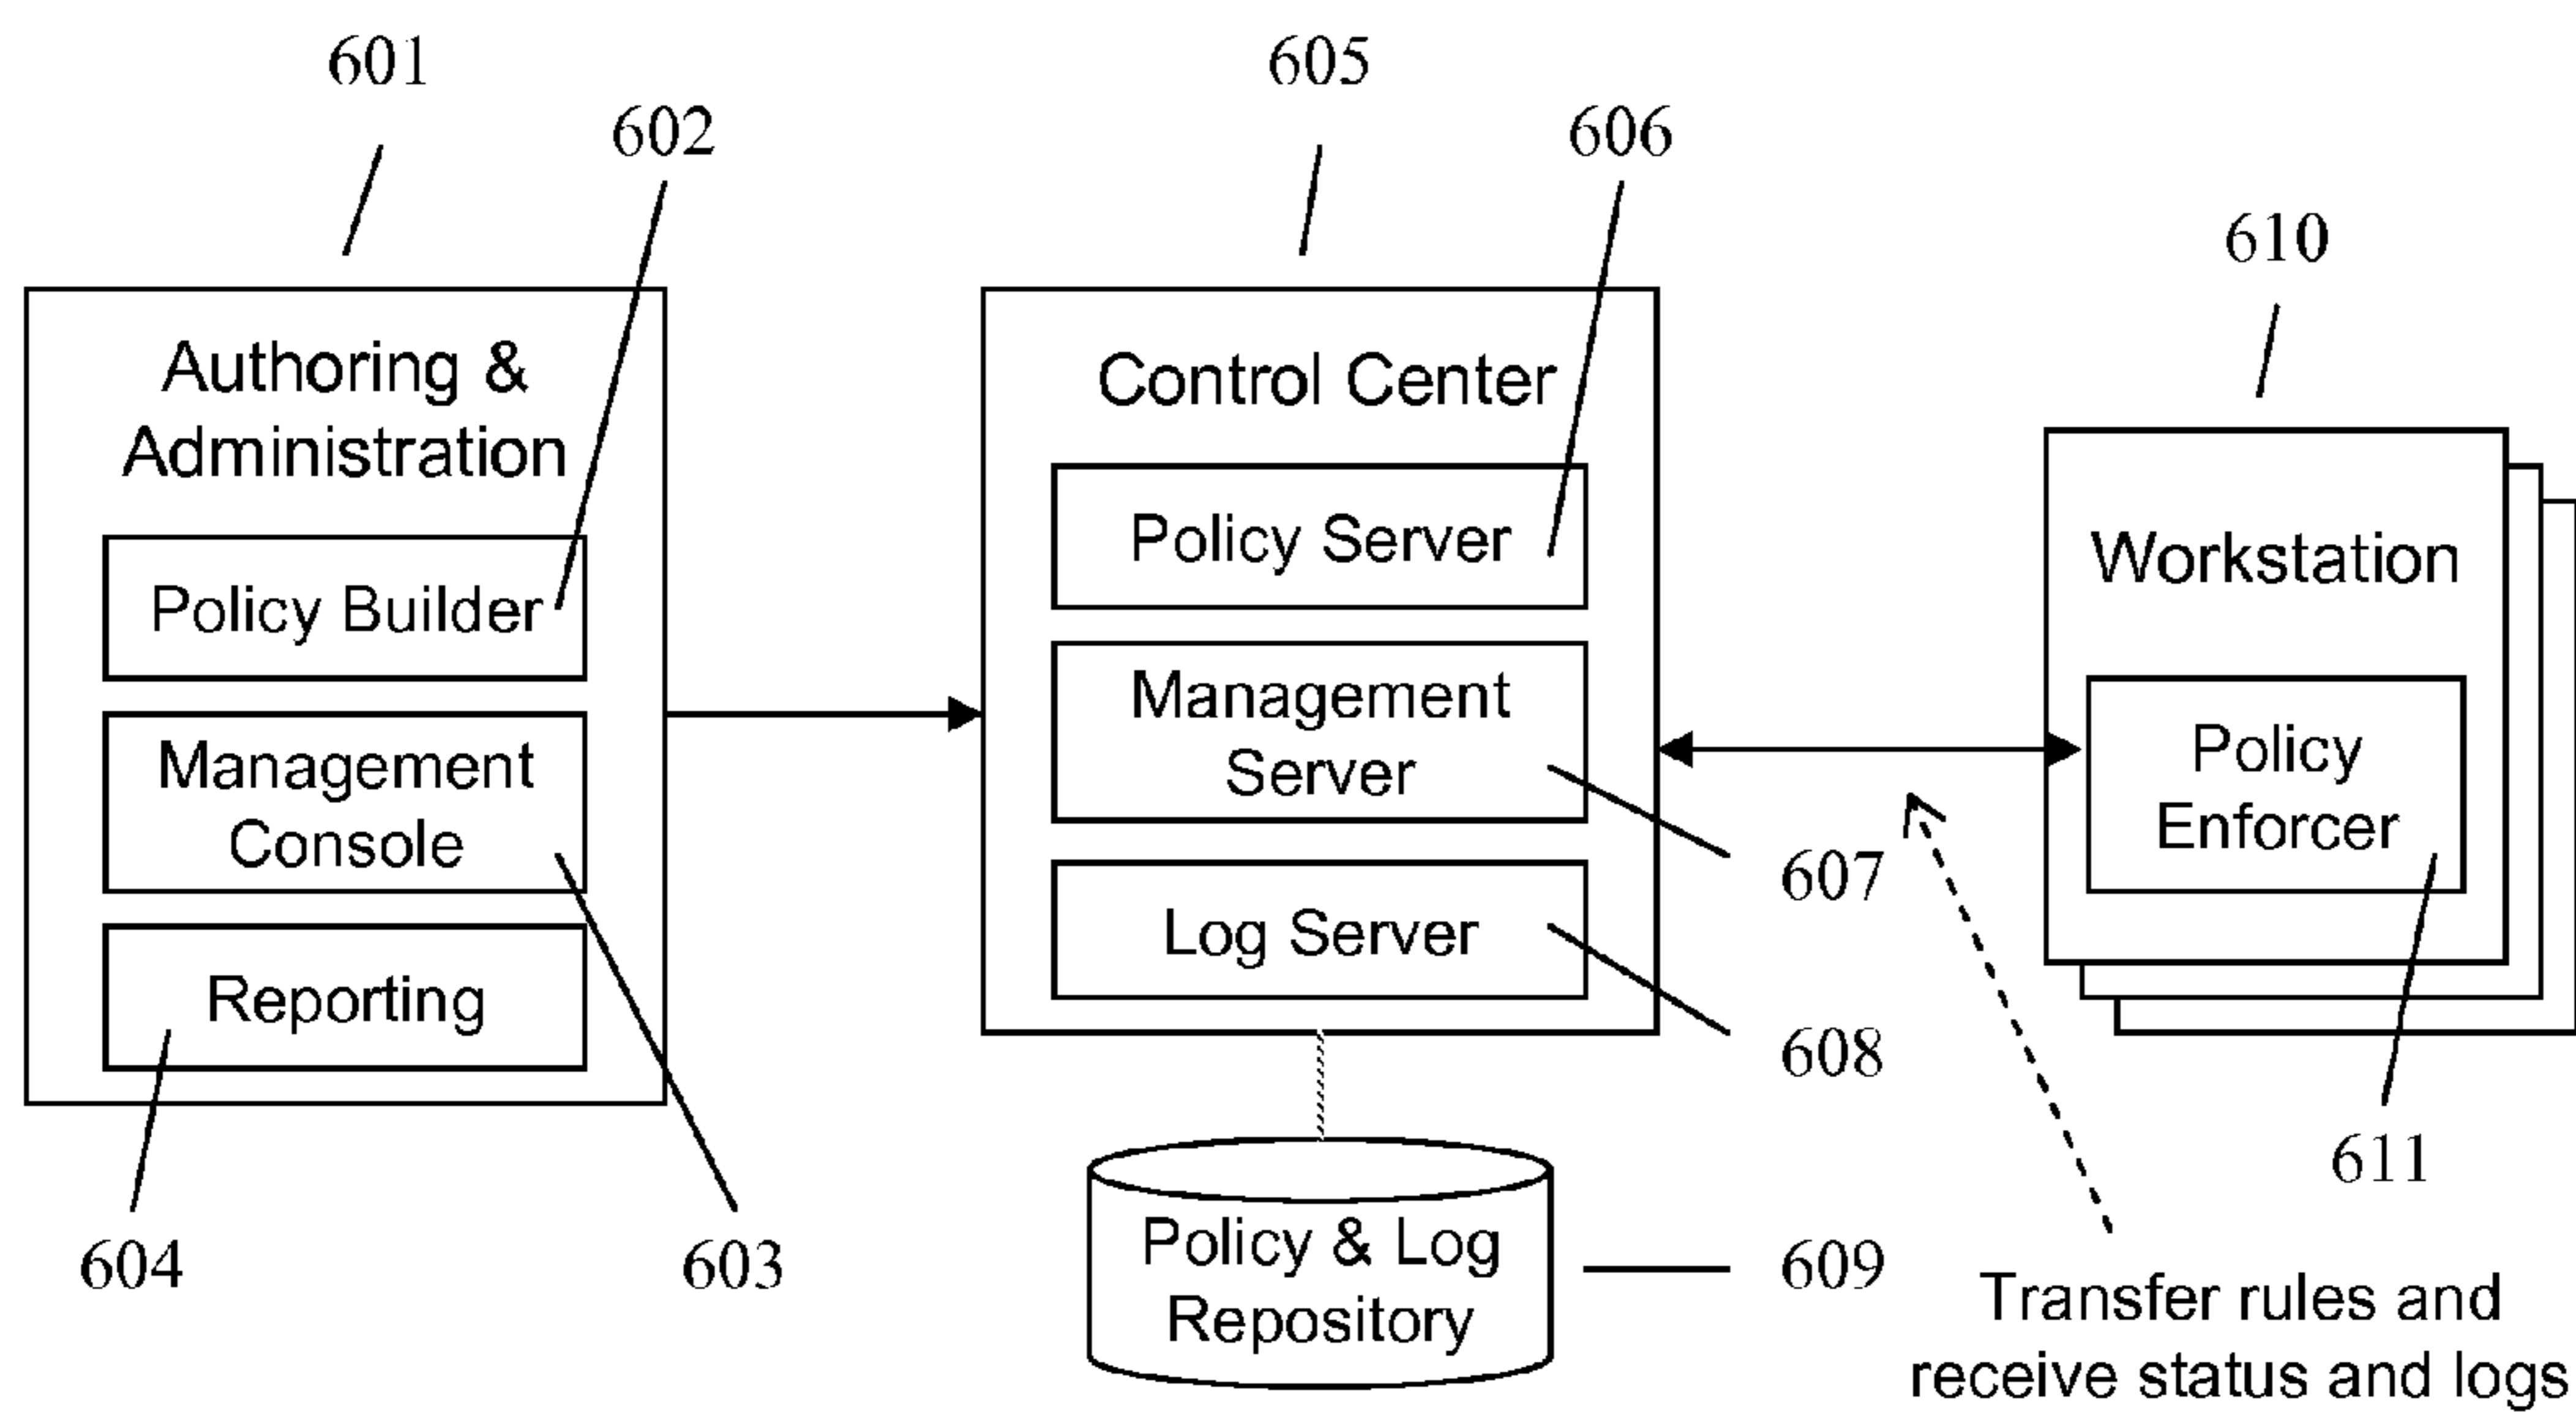 601
602
605
606
610
Authoring &
Administration
Policy Builder
Management
Console
Reporting
604
603
Control Center
Policy Server
Management
Server
Log Server
607
608
Policy & Log
Repository
609
Workstation
Policy
Enforcer
611
Transfer rules and
receive status and logs